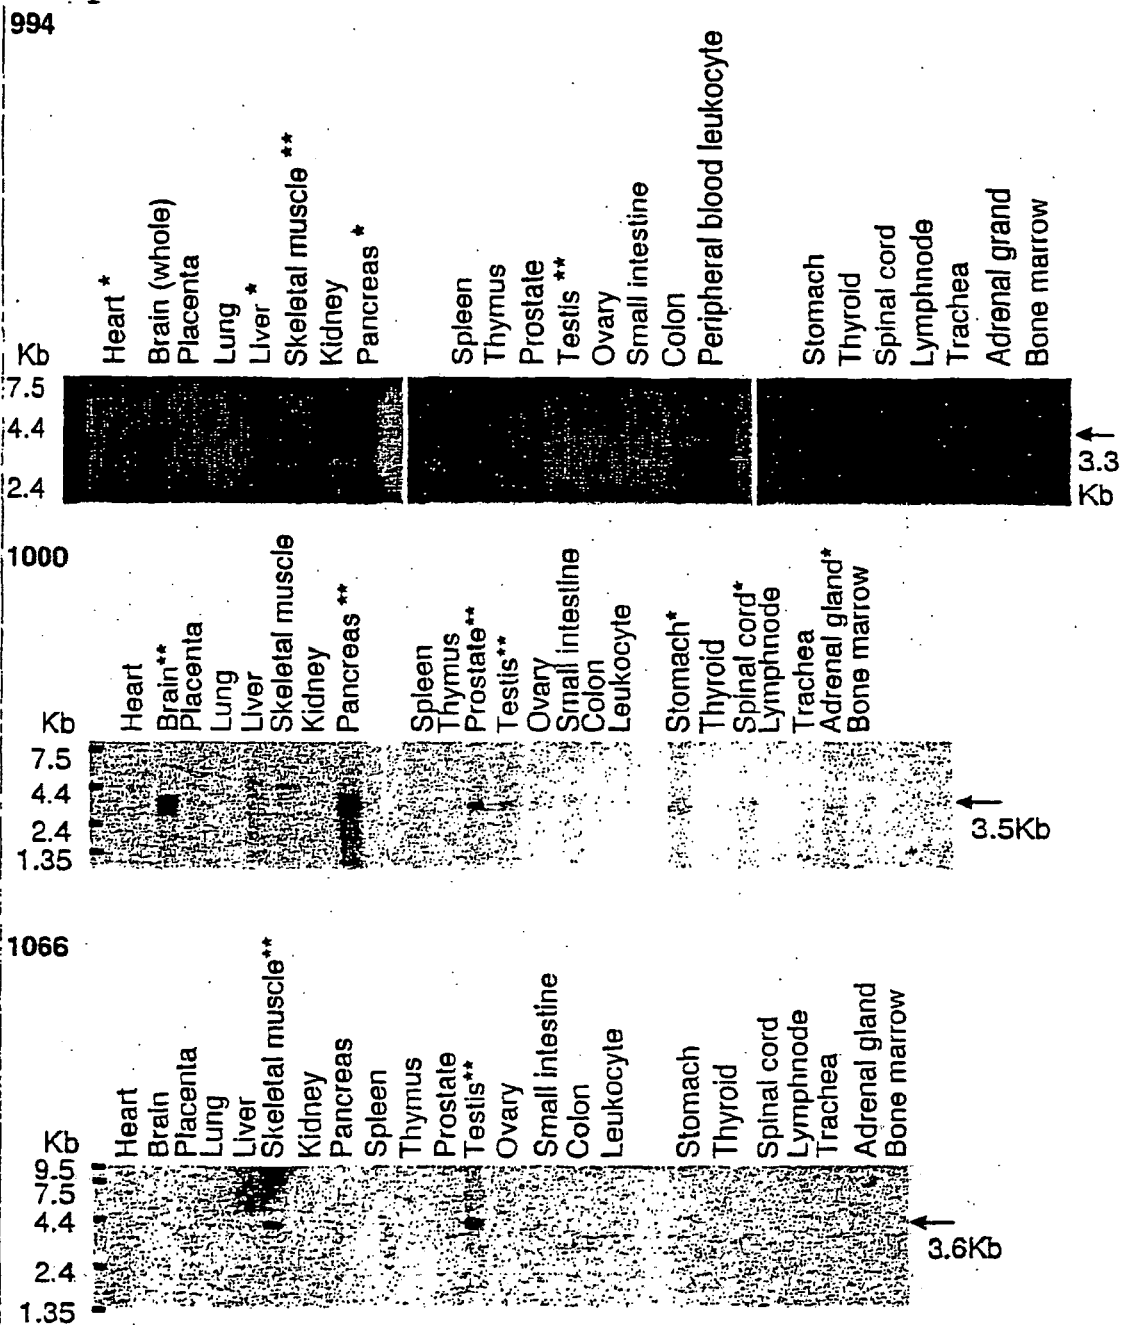 994
Heart *
Brain (whole)
Placenta
Lung
Liver *
Skeletal muscle **
Kidney
Pancreas *
Spleen
Thymus
Prostate
Testis **
Ovary
Small intestine
Colon
Peripheral blood leukocyte
Stomach
Thyroid
Spinal cord
Lymphnode
Trachea
Adrenal grand
Bone marrow
Kb
7.5
4.4
2.4
3.3
Kb
1000
Heart
Brain**
Placenta
Lung
Liver
Skeletal muscle
Kidney
Pancreas **
Spleen
Thymus
Prostate**
Testis**
Ovary
Small intestine
Colon
Leukocyte
Stomach*
Thyroid
Spinal cord*
Lymphnode
Trachea
Adrenal gland*
Bone marrow
Kb
7.5
4.4
2.4
1.35
3.5Kb
1066
Heart
Brain
Placenta
Lung
Liver
Skeletal muscle**
Kidney
Pancreas
Spleen
Thymus
Prostate
Testis**
Ovary
Small intestine
Colon
Leukocyte
Stomach
Thyroid
Spinal cord
Lymphnode
Trachea
Adrenal gland
Bone marrow
Kb
9.5
7.5
4.4
2.4
1.35
3.6Kb